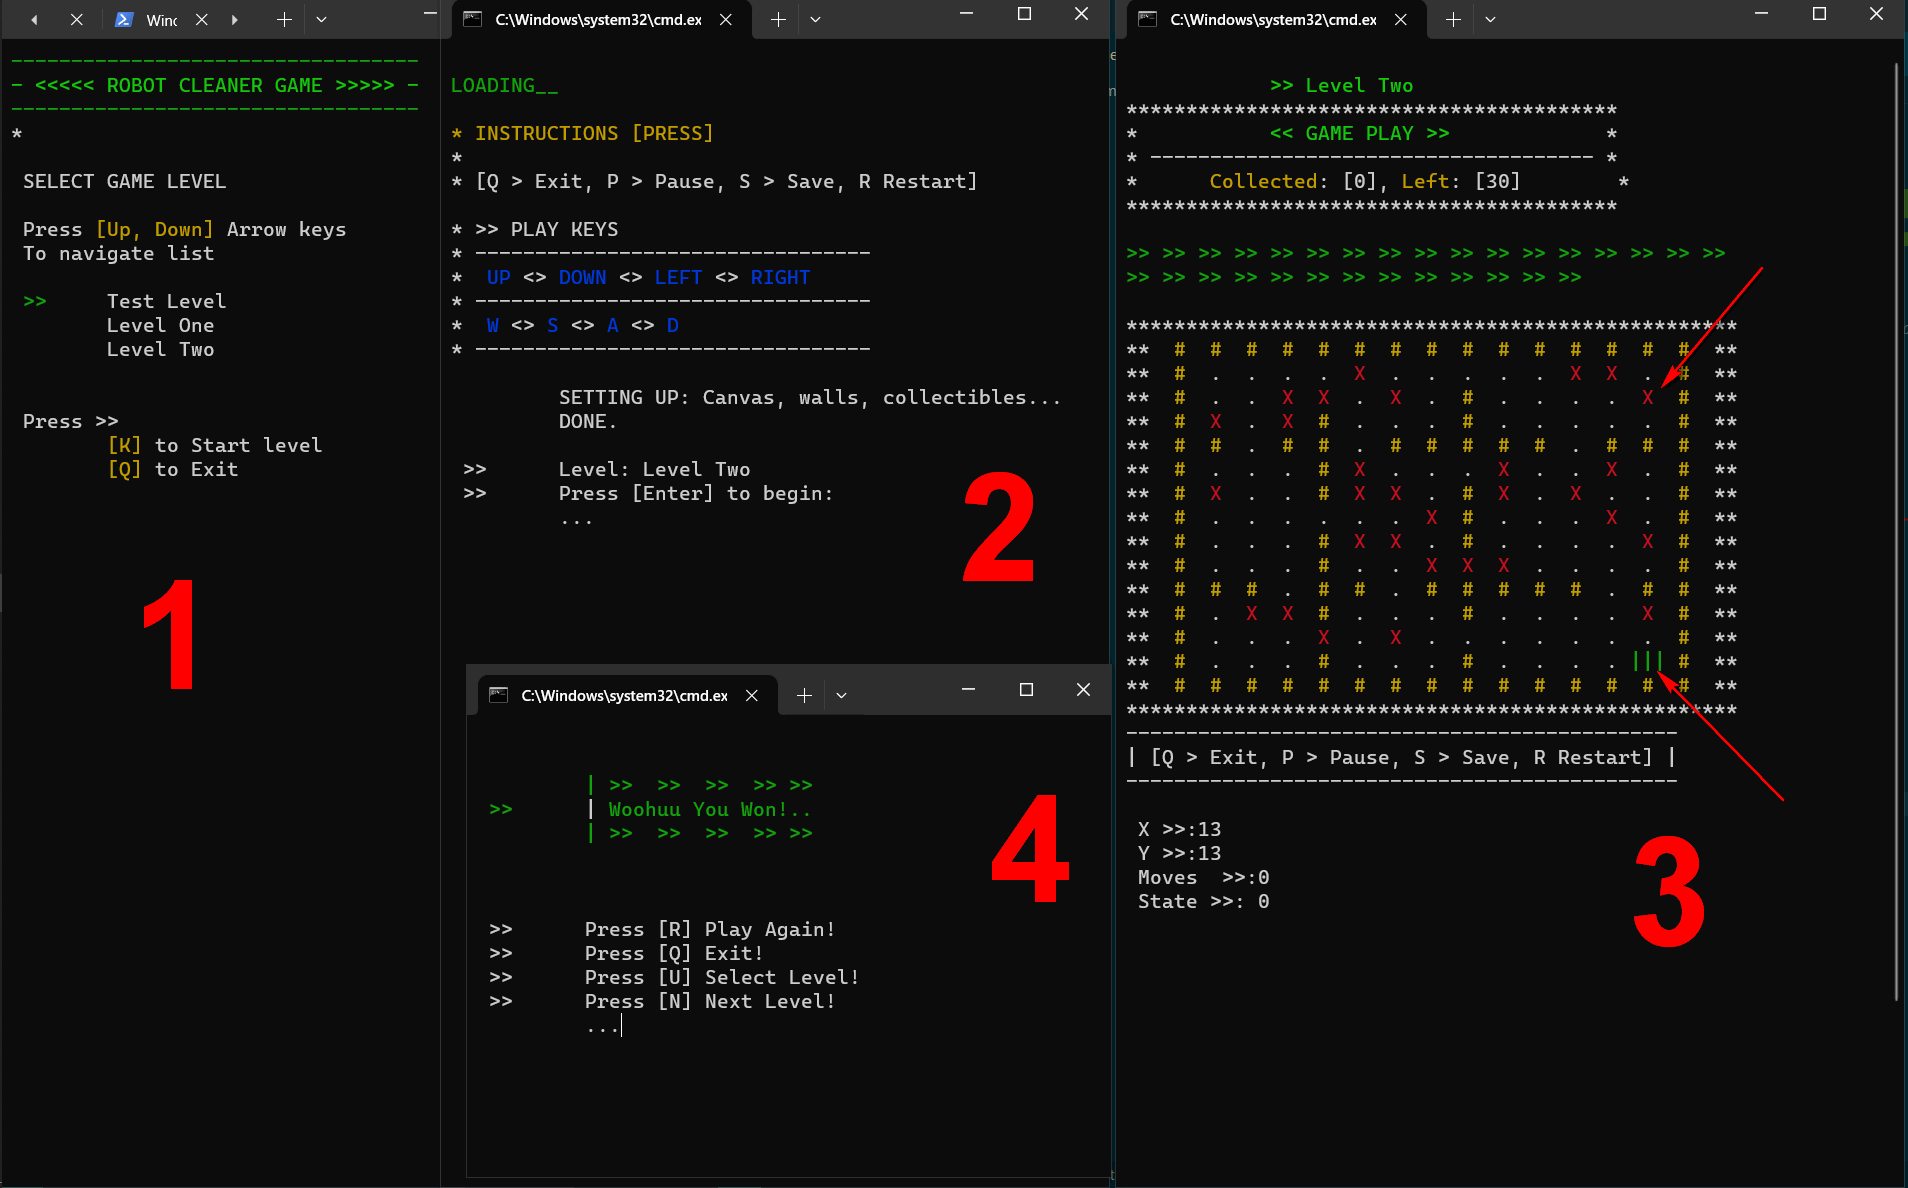 Winc
---------------------------------
- <<<<< ROBOT CLEANER GAME >>>>> -
---------------------------------
*
SELECT GAME LEVEL
Press [Up, Down] Arrow keys
To navigate list
>> Test Level
Level One
Level Two
Press >>
[K] to Start level
[Q] to Exit
1
C:\Windows\system32\cmd.ex
LOADING__
* INSTRUCTIONS [PRESS]
*
* [Q > Exit, P > Pause, S > Save, R Restart]
* >> PLAY KEYS
* ---------------------------------
* UP <> DOWN <> LEFT <> RIGHT
* ---------------------------------
* W <> S <> A <> D
* ---------------------------------
SETTING UP: Canvas, walls, collectibles...
DONE.
>> Level: Level Two
>> Press [Enter] to begin:
...
2
C:\Windows\system32\cmd.ex
| >> >> >> >> >>
>> | Woohuu You Won!..
| >> >> >> >> >>
>> Press [R] Play Again!
>> Press [Q] Exit!
>> Press [U] Select Level!
>> Press [N] Next Level!
...
4
C:\Windows\system32\cmd.ex
>> Level Two
*****************************************
* << GAME PLAY >> *
* ------------------------------------- *
* Collected: [0], Left: [30] *
*****************************************
>> >> >> >> >> >> >> >> >> >> >> >> >> >> >> >> >>
>> >> >> >> >> >> >> >> >> >> >> >> >>
***************************************************
** # # # # # # # # # # # # # # # **
** # . . . . X . . . . . X X . # **
** # . . X X . X . # . . . . X # **
** # X . X # . . . # . . . . . # **
** # # . # # . # # # # # . # # # **
** # . . . # X . . . X . . X . # **
** # X . . # X X . # X . X . . # **
** # . . . . . . X # . . . X . # **
** # . . . # X X . # . . . . X # **
** # . . . # . . X X X . . . . # **
** # # # . # # . # # # # # . # # **
** # . X X # . . . # . . . . X # **
** # . . . X . X . . . . . . . # **
** # . . . # . . . # . . . . ||| # **
** # # # # # # # # # # # # # # # **
***************************************************
----------------------------------------------
| [Q > Exit, P > Pause, S > Save, R Restart] |
----------------------------------------------
X >>:13
Y >>:13
Moves >>:0
State >>: 0
3